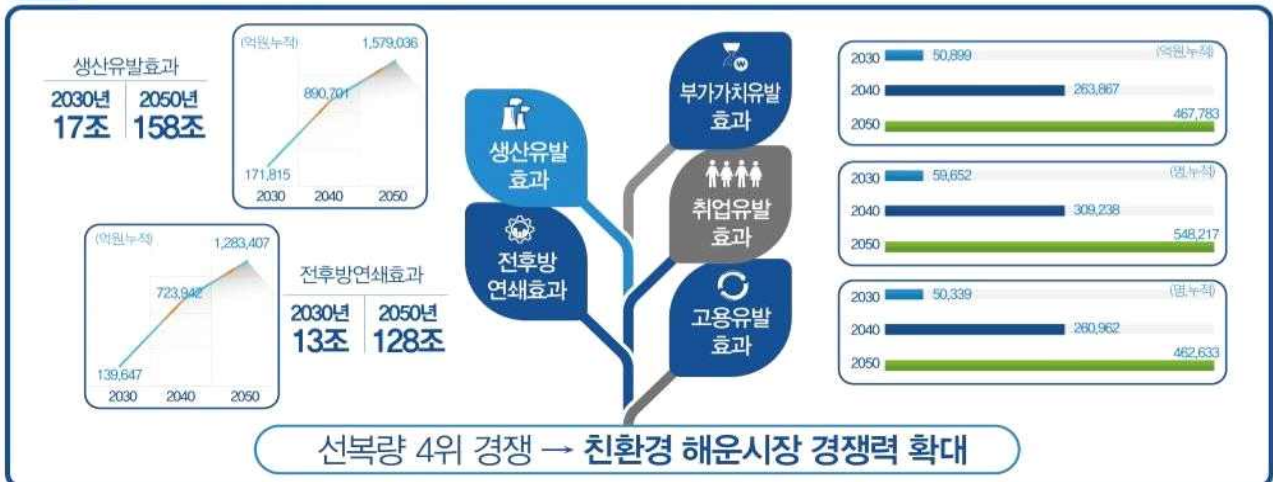 생산유발효과
2030년 2050년
17조 158조
(억원,누적)
1,579,036
890,701
171,815
2030 2040 2050
(억원,누적)
1,283,407
723,942
139,647
2030 2040 2050
전후방연쇄효과
2030년 2050년
13조 128조
생산유발
효과
전후방
연쇄효과
W
부가가치유발
효과
취업유발
효과
고용유발
효과
(억원,누적)
2030 50,899
2040 263,867
2050 467,783
(명,누적)
2030 59,652
2040 309,238
2050 548,217
(명,누적)
2030 50,339
2040 260,962
2050 462,633
선복량 4위 경쟁 → 친환경 해운시장 경쟁력 확대